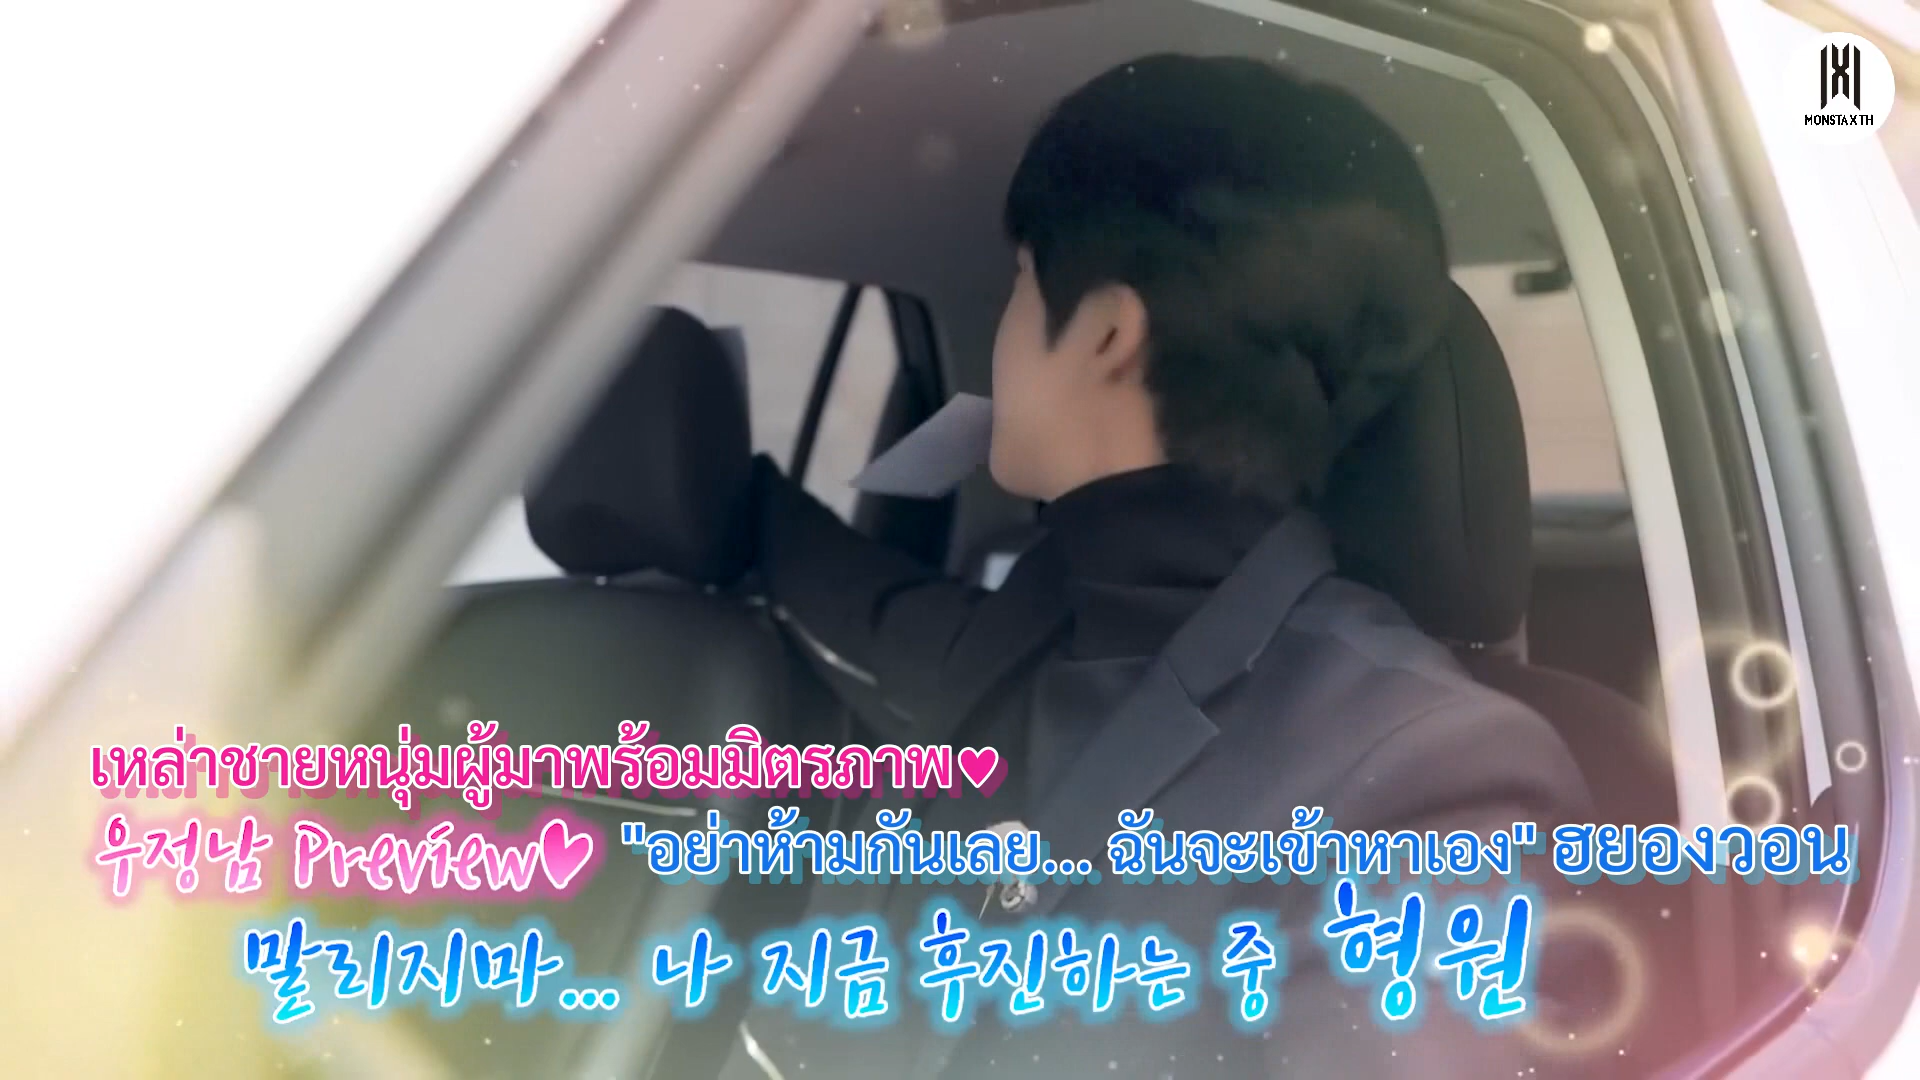 MONSTA X TH
เหล่าชายหนุ่มผู้มาพร้อมมิตรภาพ♥
우정남 Preview♥ "อย่าห้ามกันเลย... ฉันจะเข้าหาเอง" ฮยองวอน
말리지마... 나 지금 후진하는 중 형원